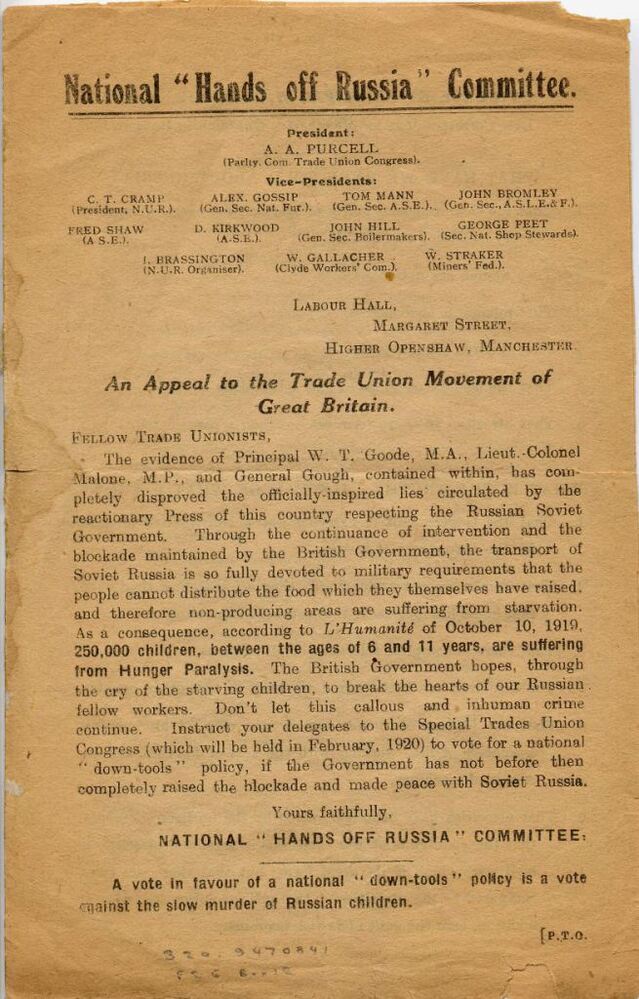 National "Hands off Russia" Committee.
President:
A. A. PURCELL
(Parlty. Com. Trade Union Congress).
Vice-Presidents:
C. T. CRAMP ALEX. GOSSIP TOM MANN JOHN BROMLEY
(President, N.U.R.). (Gen. Sec. Nat. Fur.). (Gen. Sec. A.S.E.). (Gen. Sec., A.S.L.E.& F.).
FRED SHAW D. KIRKWOOD JOHN HILL GEORGE PEET
(A S.E.). (A.S.E.). (Gen. Sec. Boilermakers). (Sec. Nat. Shop Stewards).
I. BRASSINGTON W. GALLACHER W. STRAKER
(N.U.R. Organiser). (Clyde Workers' Com.). (Miners' Fed.).
LABOUR HALL,
MARGARET STREET,
HIGHER OPENSHAW, MANCHESTER.
An Appeal to the Trade Union Movement of
Great Britain.
FELLOW TRADE UNIONISTS,
The evidence of Principal W. T. Goode, M.A., Lieut.-Colonel
Malone, M.P., and General Gough, contained within, has com-
pletely disproved the officially-inspired lies circulated by the
reactionary Press of this country respecting the Russian Soviet
Government. Through the continuance of intervention and the
blockade maintained by the British Government, the transport of
Soviet Russia is so fully devoted to military requirements that the
people cannot distribute the food which they themselves have raised,
and therefore non-producing areas are suffering from starvation.
As a consequence, according to L'Humanité of October 10, 1919,
250,000 children, between the ages of 6 and 11 years, are suffering
from Hunger Paralysis. The British Government hopes, through
the cry of the starving children, to break the hearts of our Russian
fellow workers. Don't let this callous and inhuman crime
continue. Instruct your delegates to the Special Trades Union
Congress (which will be held in February, 1920) to vote for a national
"down-tools" policy, if the Government has not before then
completely raised the blockade and made peace with Soviet Russia.
Yours faithfully,
NATIONAL "HANDS OFF RUSSIA" COMMITTEE.
A vote in favour of a national "down-tools" policy is a vote
against the slow murder of Russian children.
[P.T.O.
320.9470841